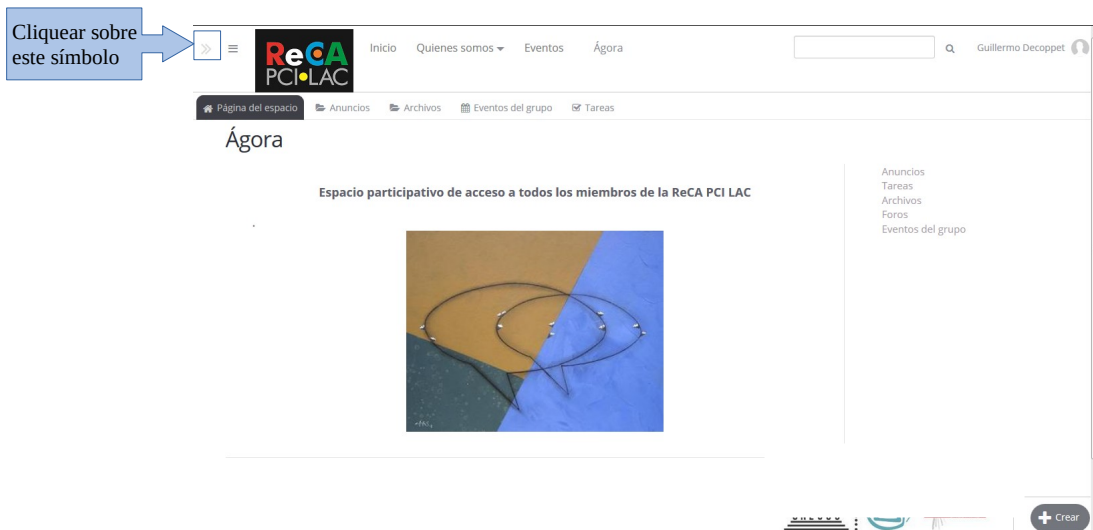 Cliquear sobre
este símbolo
ReCA
PCI LAC
Inicio Quienes somos Eventos Ágora
Guillermo Decoppet
Página del espacio Anuncios Archivos Eventos del grupo Tareas
Ágora
Espacio participativo de acceso a todos los miembros de la ReCA PCI LAC
Anuncios
Tareas
Archivos
Foros
Eventos del grupo
Crear